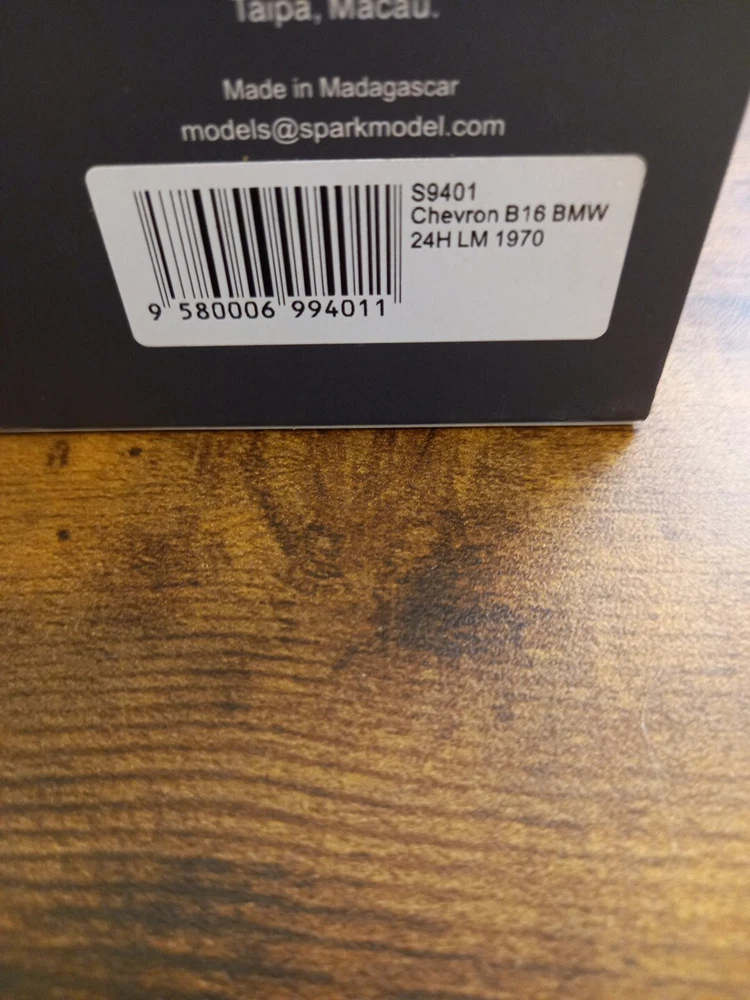 Taipa, Macau.
Made in Madagascar
models@sparkmodel.com
S9401
Chevron B16 BMW
24H LM 1970
9 580006 994011